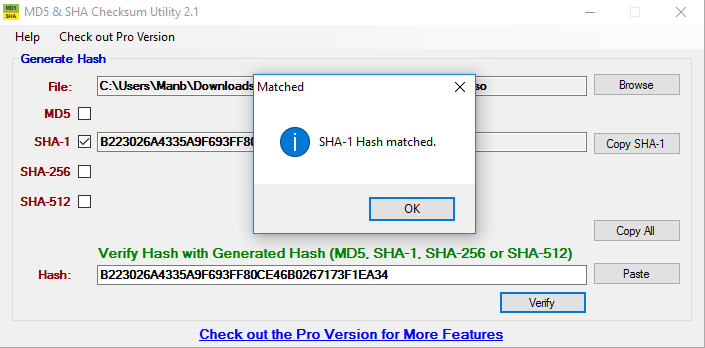 MD5 SHA MD5 & SHA Checksum Utility 2.1
Help Check out Pro Version
Generate Hash
File: C:\Users\Manb\Downloads so Browse
Matched
MD5
SHA-1 B223026A4335A9F693FF80 Copy SHA-1
SHA-1 Hash matched.
SHA-256
SHA-512
OK
Copy All
Verify Hash with Generated Hash (MD5, SHA-1, SHA-256 or SHA-512)
Hash: B223026A4335A9F693FF80CE46B0267173F1EA34 Paste
Verify
Check out the Pro Version for More Features